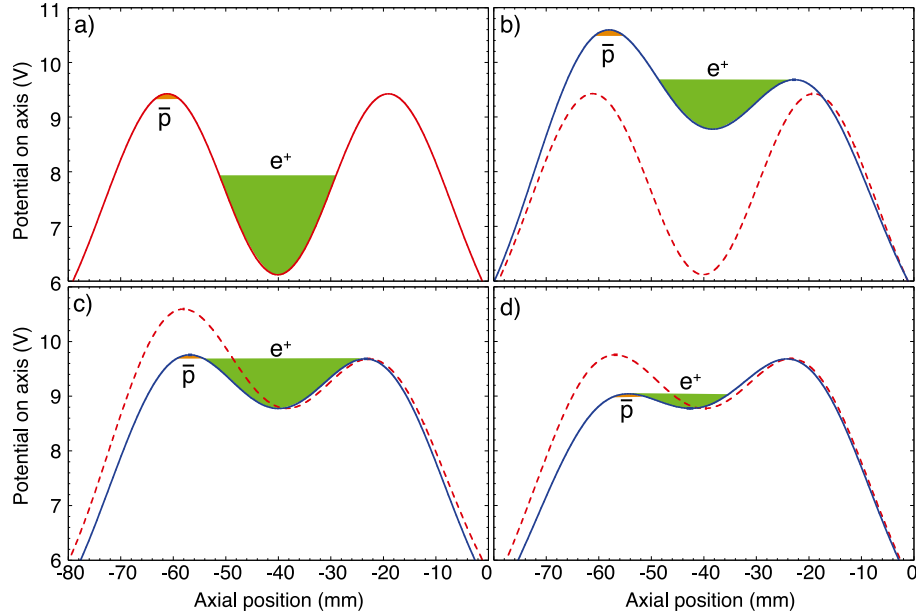 a)
b)
11
10
9
8
7
6
Potential on axis (V)
p̄
e⁺
p̄
e⁺
c)
d)
10
9
8
7
6
Potential on axis (V)
p̄
e⁺
p̄
e⁺
-80 -70 -60 -50 -40 -30 -20 -10 0
-70 -60 -50 -40 -30 -20 -10 0
Axial position (mm)
Axial position (mm)